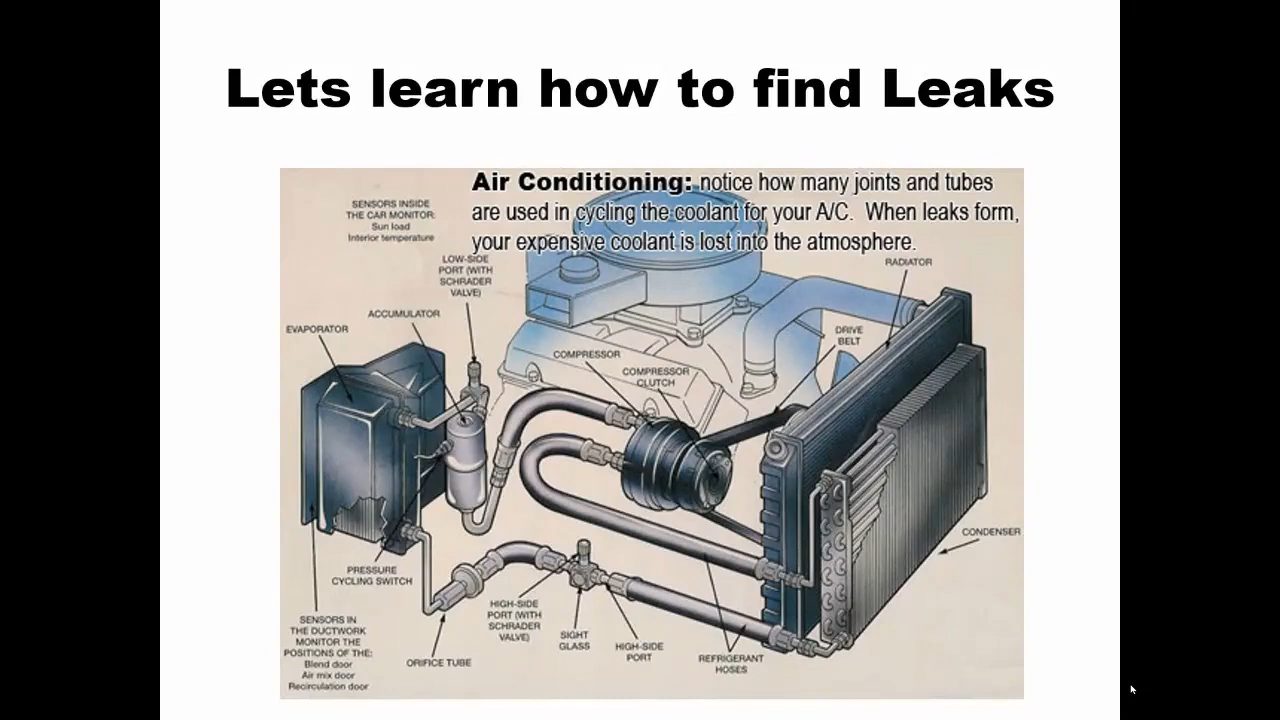 Lets learn how to find Leaks
Air Conditioning: notice how many joints and tubes
are used in cycling the coolant for your A/C. When leaks form,
your expensive coolant is lost into the atmosphere.
SENSORS INSIDE
THE CAR MONITOR:
Sun load
Interior temperature
LOW-SIDE
PORT (WITH
SCHRADER
VALVE)
RADIATOR
ACCUMULATOR
EVAPORATOR
DRIVE
BELT
COMPRESSOR
COMPRESSOR
CLUTCH
CONDENSER
PRESSURE
CYCLING SWITCH
HIGH-SIDE
PORT (WITH
SCHRADER
VALVE)
SIGHT
GLASS
HIGH-SIDE
PORT
REFRIGERANT
HOSES
ORIFICE TUBE
SENSORS IN
THE DUCTWORK
MONITOR THE
POSITIONS OF THE:
Blend door
Air mix door
Recirculation door